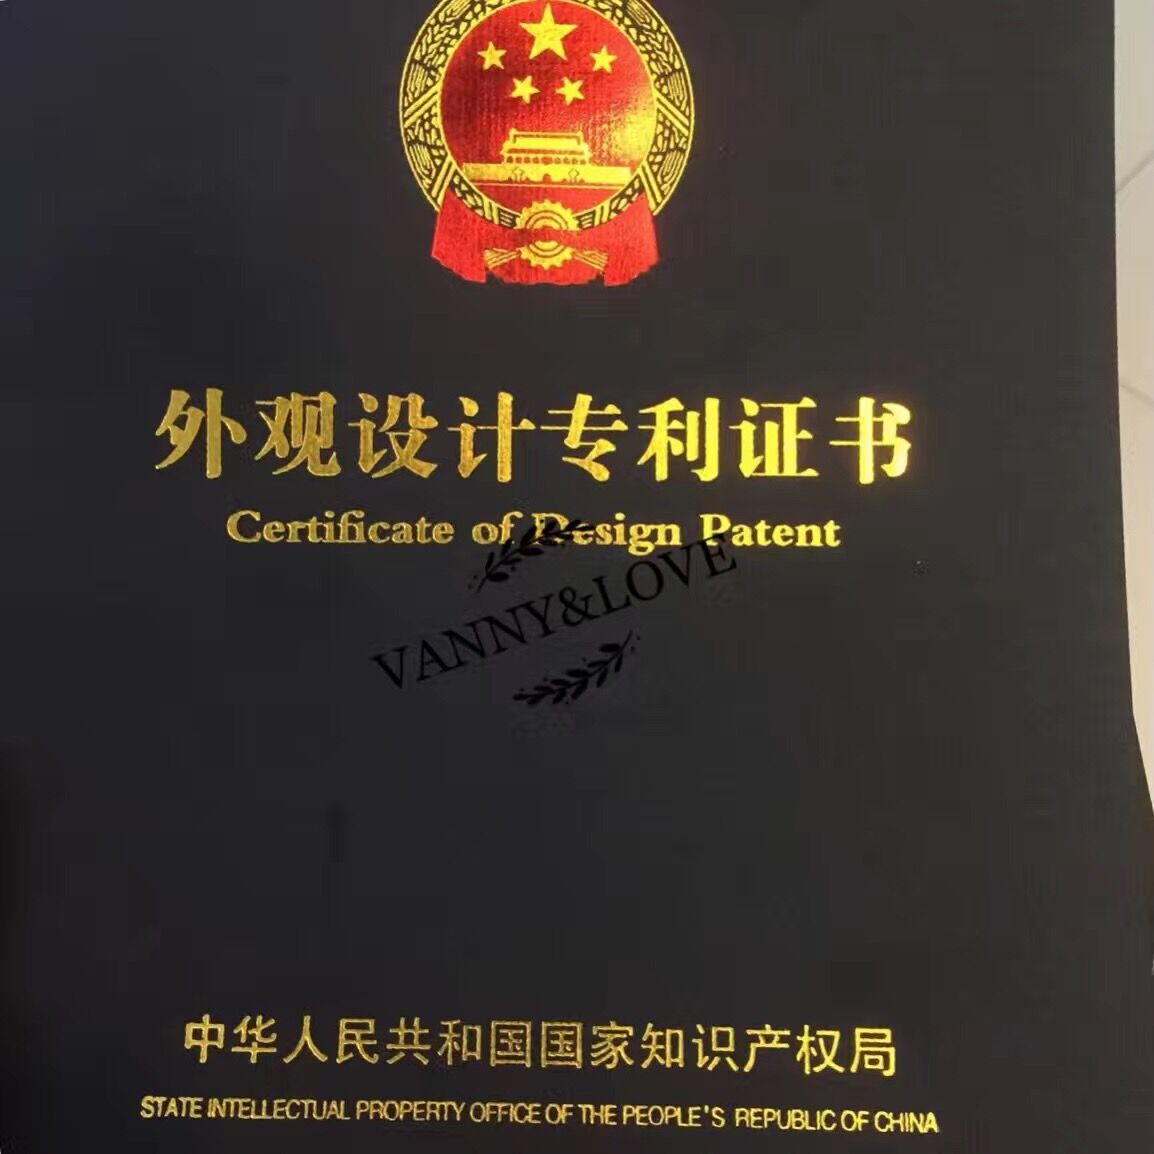 外观设计专利证书
Certificate of Design Patent
VANNY&LOVE
中华人民共和国国家知识产权局
STATE INTELLECTUAL PROPERTY OFFICE OF THE PEOPLE'S REPUBLIC OF CHINA